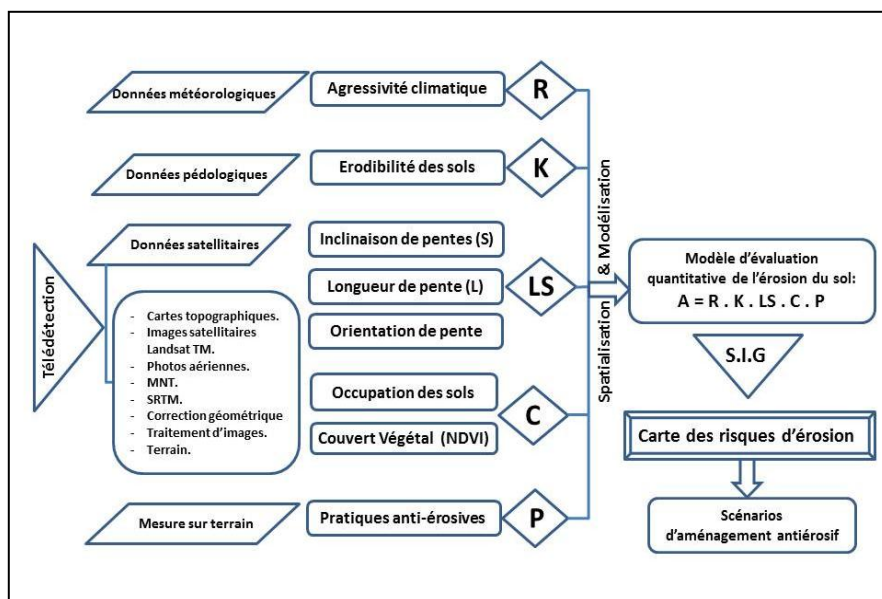 Données météorologiques
Agressivité climatique
R
Données pédologiques
Erodibilité des sols
K
Télédétection
Données satellitaires
- Cartes topographiques.
- Images satellitaires
Landsat TM.
- Photos aériennes.
- MNT.
- SRTM.
- Correction géométrique
- Traitement d'images.
- Terrain.
Inclinaison de pentes (S)
Longueur de pente (L)
Orientation de pente
LS
Occupation des sols
Couvert Végétal (NDVI)
C
Mesure sur terrain
Pratiques anti-érosives
P
Spatialisation & Modélisation
Modèle d'évaluation
quantitative de l'érosion du sol:
A = R . K . LS . C . P
S.I.G
Carte des risques d'érosion
Scénarios
d'aménagement antiérosif